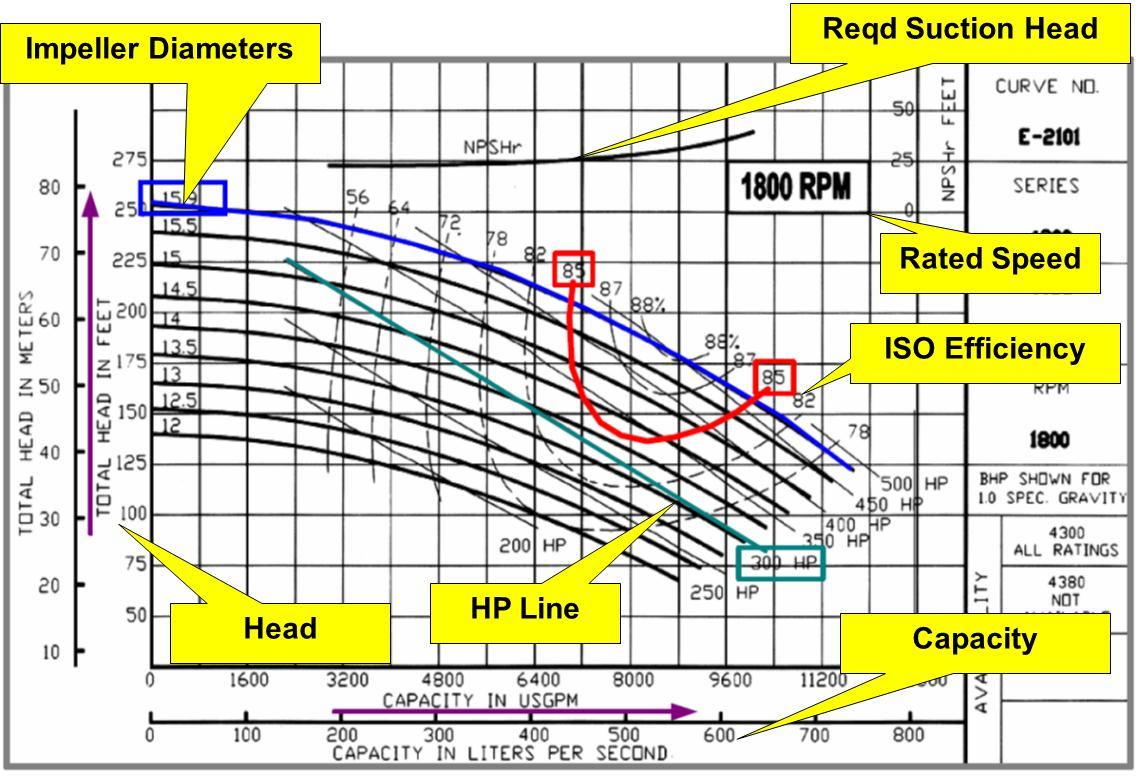 Impeller Diameters
Reqd Suction Head
NPSHr
1800 RPM
Rated Speed
ISO Efficiency
HP Line
Head
Capacity
TOTAL HEAD IN METERS
80
70
60
50
40
30
20
10
TOTAL HEAD IN FEET
275
250
225
200
175
150
125
100
75
50
15.9
15.5
15
14.5
14
13.5
13
12.5
12
56
64
72
78
82
85
87
88%
88%
87
85
82
78
500 HP
450 HP
400 HP
350 HP
300 HP
250 HP
200 HP
50
25
0
NPSHr FEET
0
1600
3200
4800
6400
8000
9600
11200
CAPACITY IN USGPM
0
100
200
300
400
500
600
700
800
CAPACITY IN LITERS PER SECOND
CURVE NO.
E-2101
SERIES
RPM
1800
BHP SHOWN FOR
1.0 SPEC. GRAVITY
4300
ALL RATINGS
4380
NOT